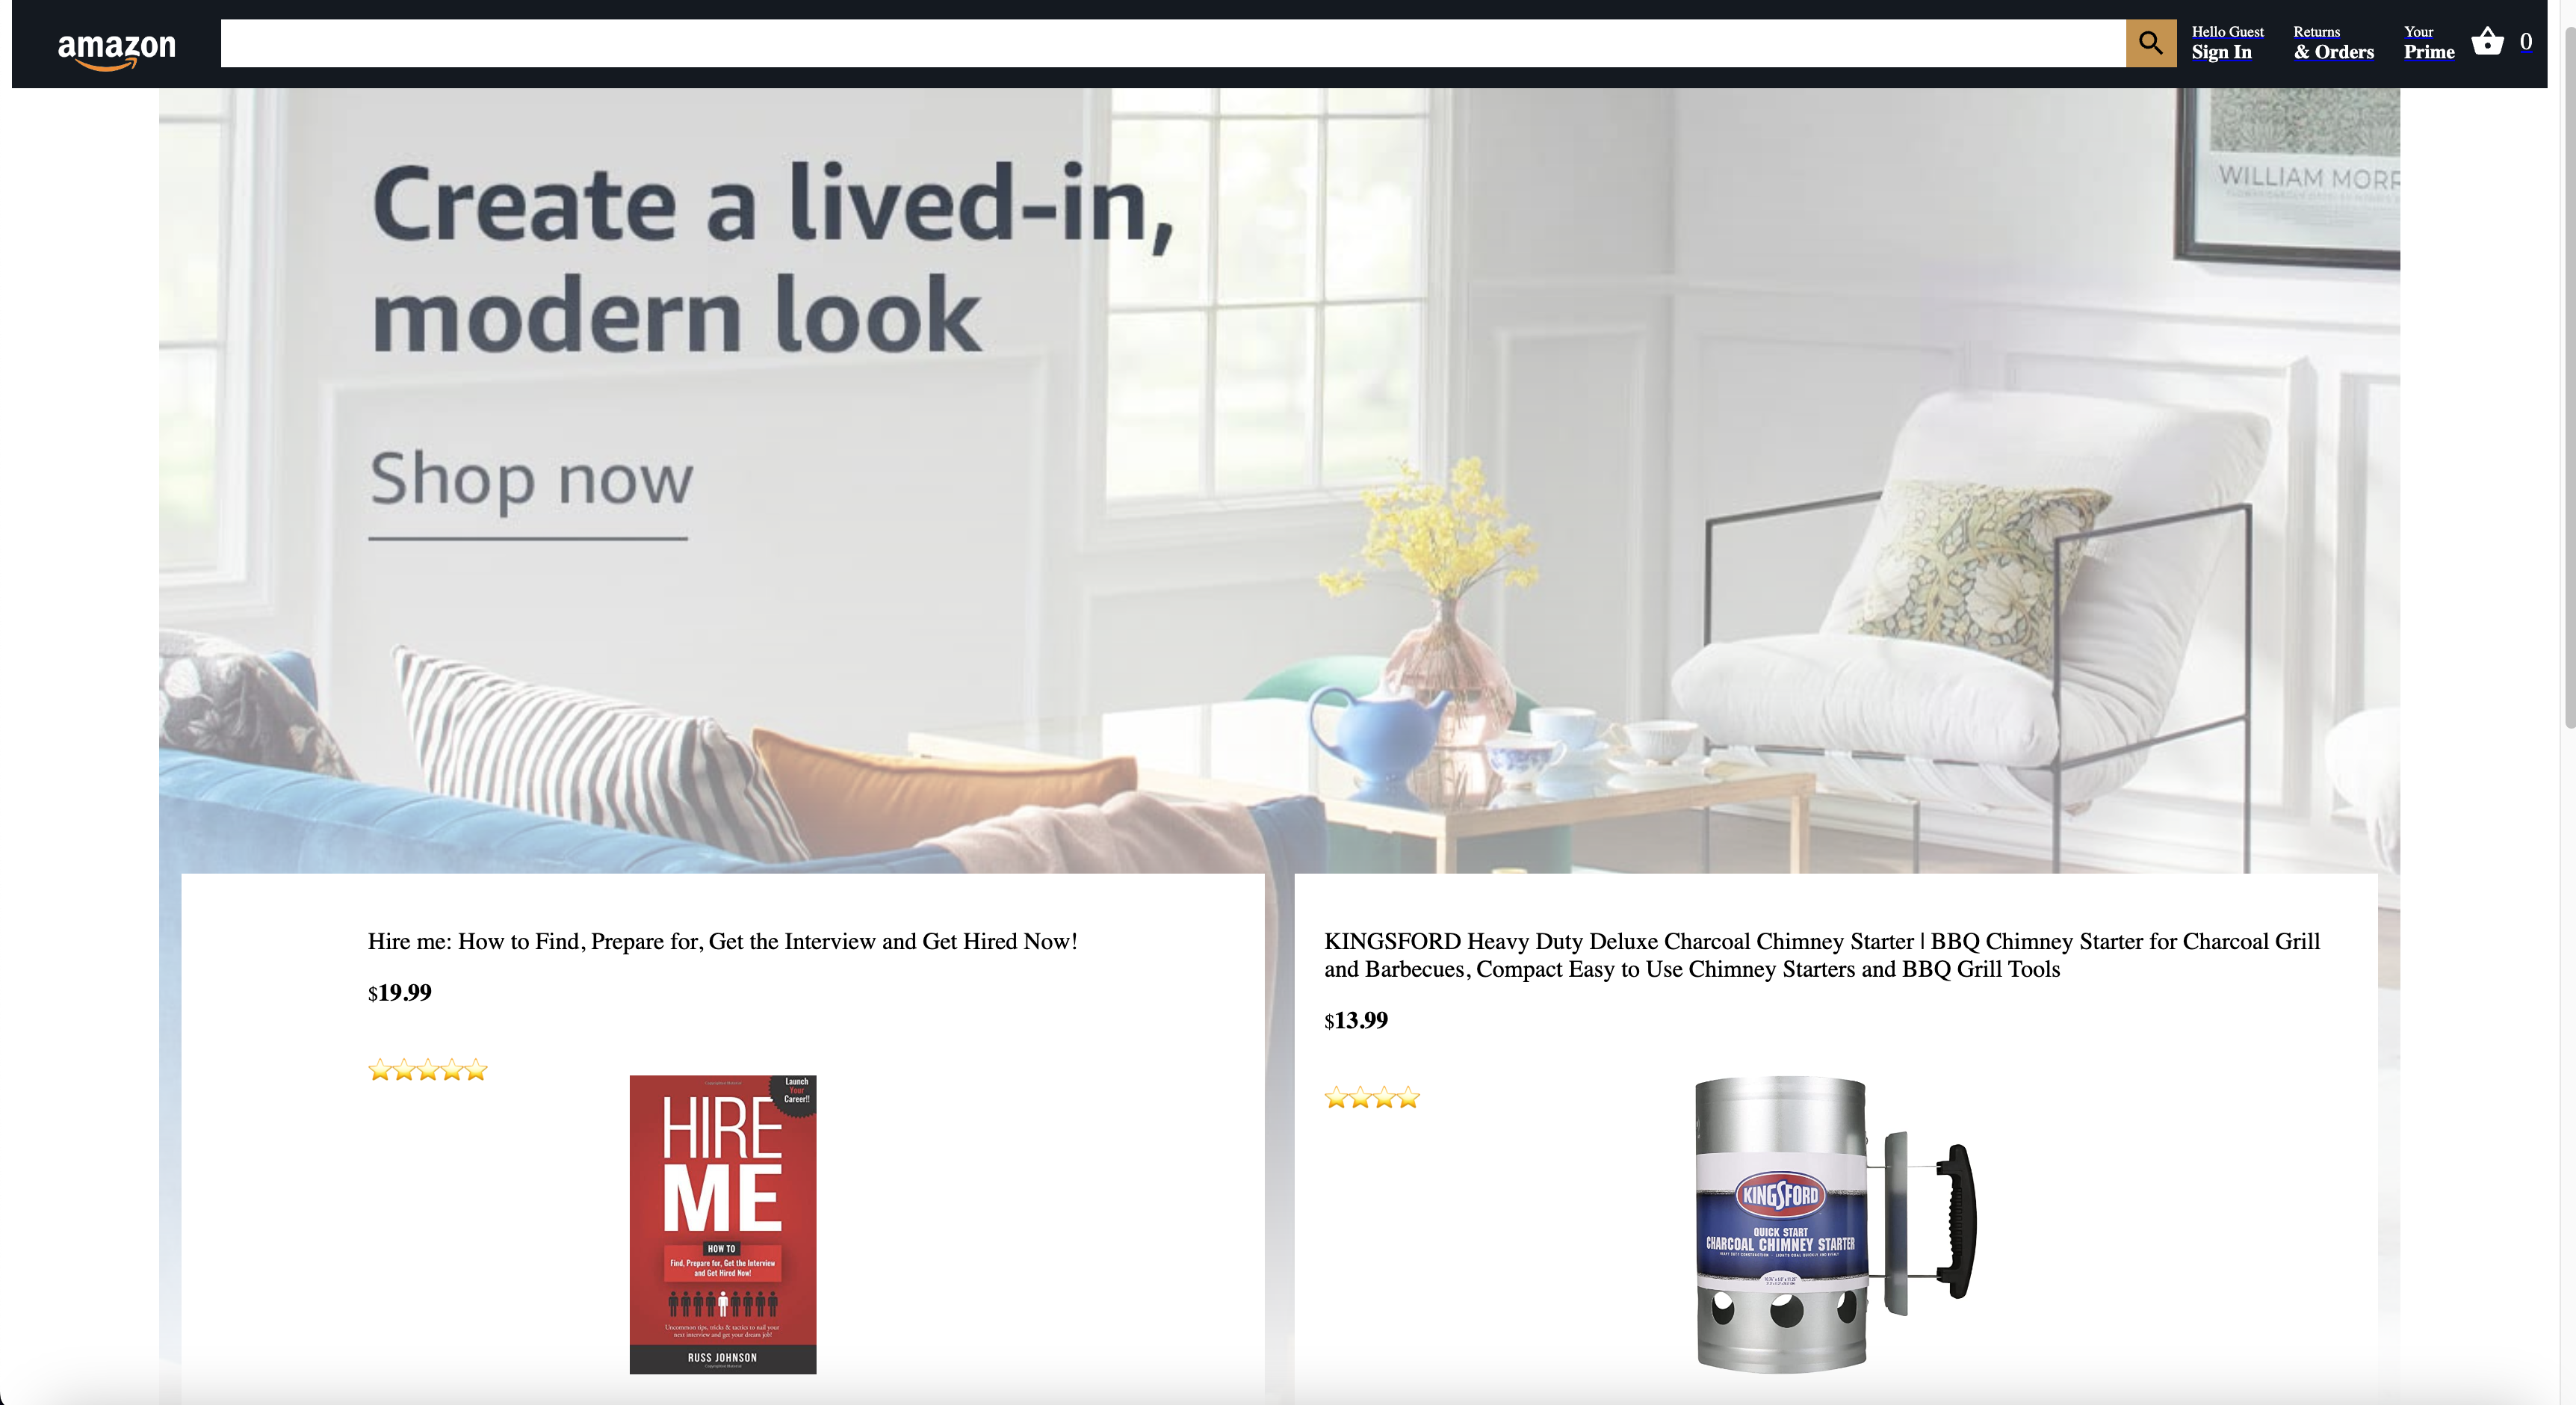 amazon
Hello Guest
Sign In
Returns
& Orders
Your
Prime
0
WILLIAM MORR
Create a lived-in,
modern look
Shop now
Hire me: How to Find, Prepare for, Get the Interview and Get Hired Now!
$19.99
Launch
Your
Career!!
HIRE
ME
HOW TO
Find, Prepare for, Get the Interview
and Get Hired Now!
Uncommon tips, tricks & tactics to nail your
next interview and get your dream job!
RUSS JOHNSON
KINGSFORD Heavy Duty Deluxe Charcoal Chimney Starter | BBQ Chimney Starter for Charcoal Grill
and Barbecues, Compact Easy to Use Chimney Starters and BBQ Grill Tools
$13.99
KINGSFORD
QUICK START
CHARCOAL CHIMNEY STARTER